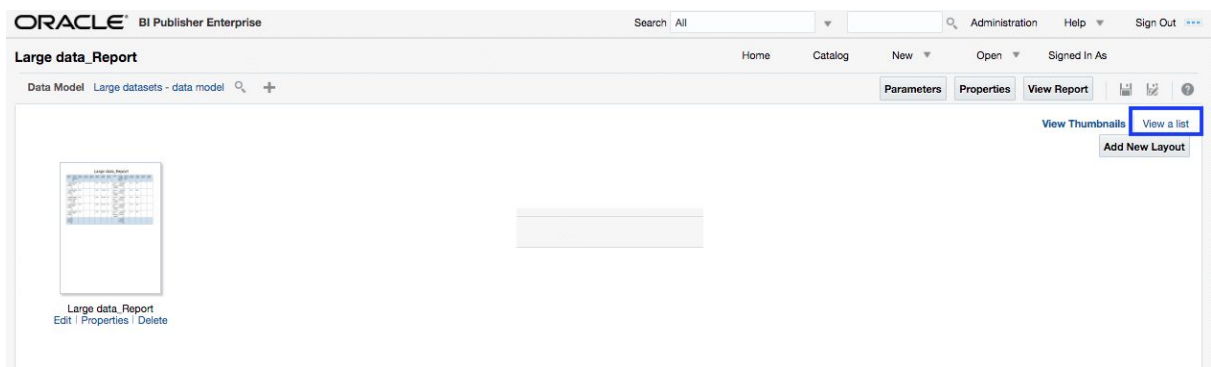 ORACLE® BI Publisher Enterprise Search All Administration Help Sign Out
Large data_Report Home Catalog New Open Signed In As
Data Model Large datasets - data model Parameters Properties View Report
View Thumbnails View a list
Add New Layout
Large data_Report
Large data_Report
Edit | Properties | Delete